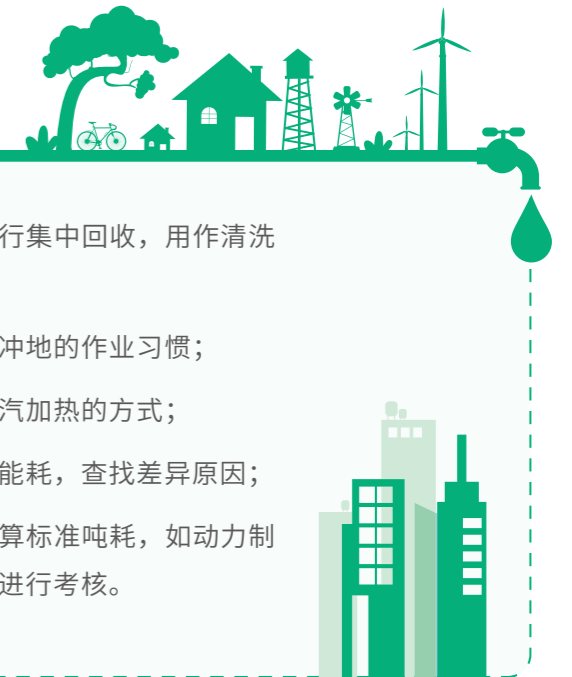 行集中回收，用作清洗
冲地的作业习惯；
汽加热的方式；
能耗，查找差异原因；
算标准吨耗，如动力制
进行考核。